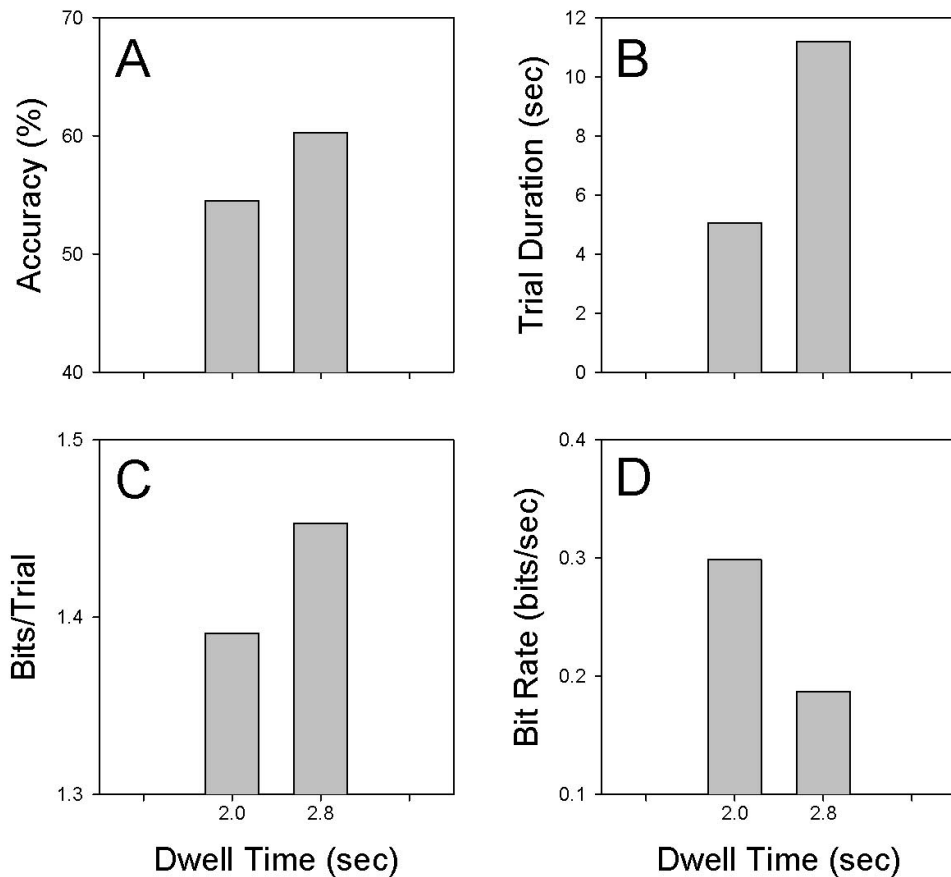 A
Accuracy (%)
70
60
50
40
B
Trial Duration (sec)
12
10
8
6
4
2
0
C
Bits/Trial
1.5
1.4
1.3
2.0 2.8
Dwell Time (sec)
D
Bit Rate (bits/sec)
0.4
0.3
0.2
0.1
2.0 2.8
Dwell Time (sec)